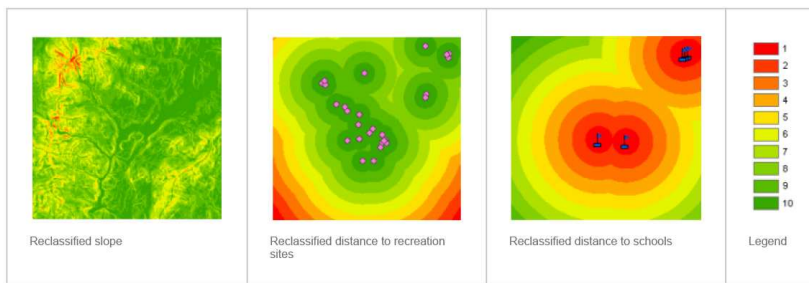 Reclassified slope
Reclassified distance to recreation
sites
Reclassified distance to schools
1
2
3
4
5
6
7
8
9
10
Legend